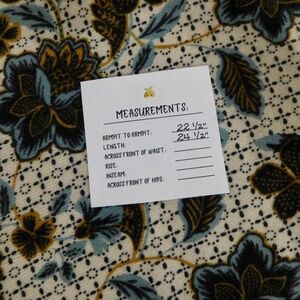 MEASUREMENTS:
ARMPIT TO ARMPIT: 22 1/2"
LENGTH: 24 1/2"
ACROSS FRONT OF WAIST:
RISE:
INSEAM:
ACROSS FRONT OF HIPS: